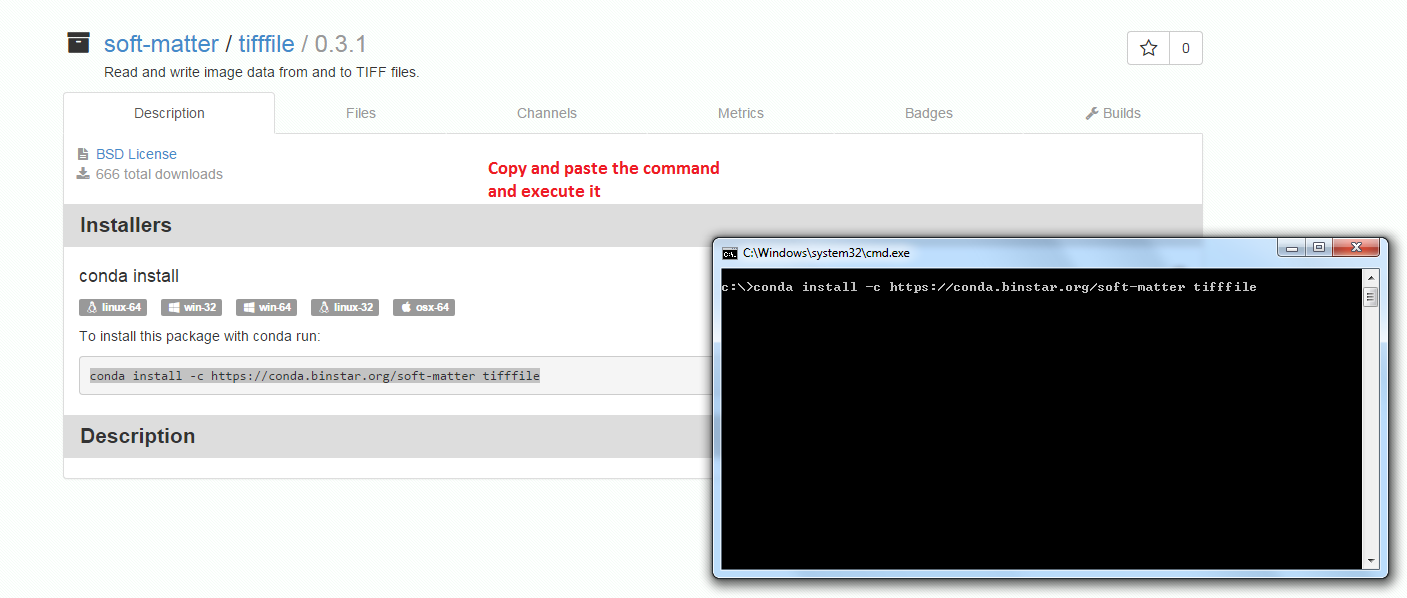 soft-matter / tifffile / 0.3.1
0
Read and write image data from and to TIFF files.
Description Files Channels Metrics Badges Builds
BSD License
666 total downloads
Copy and paste the command
and execute it
Installers
conda install
linux-64 win-32 win-64 linux-32 osx-64
To install this package with conda run:
conda install -c https://conda.binstar.org/soft-matter tifffile
Description
C:\Windows\system32\cmd.exe
c:\>conda install -c https://conda.binstar.org/soft-matter tifffile